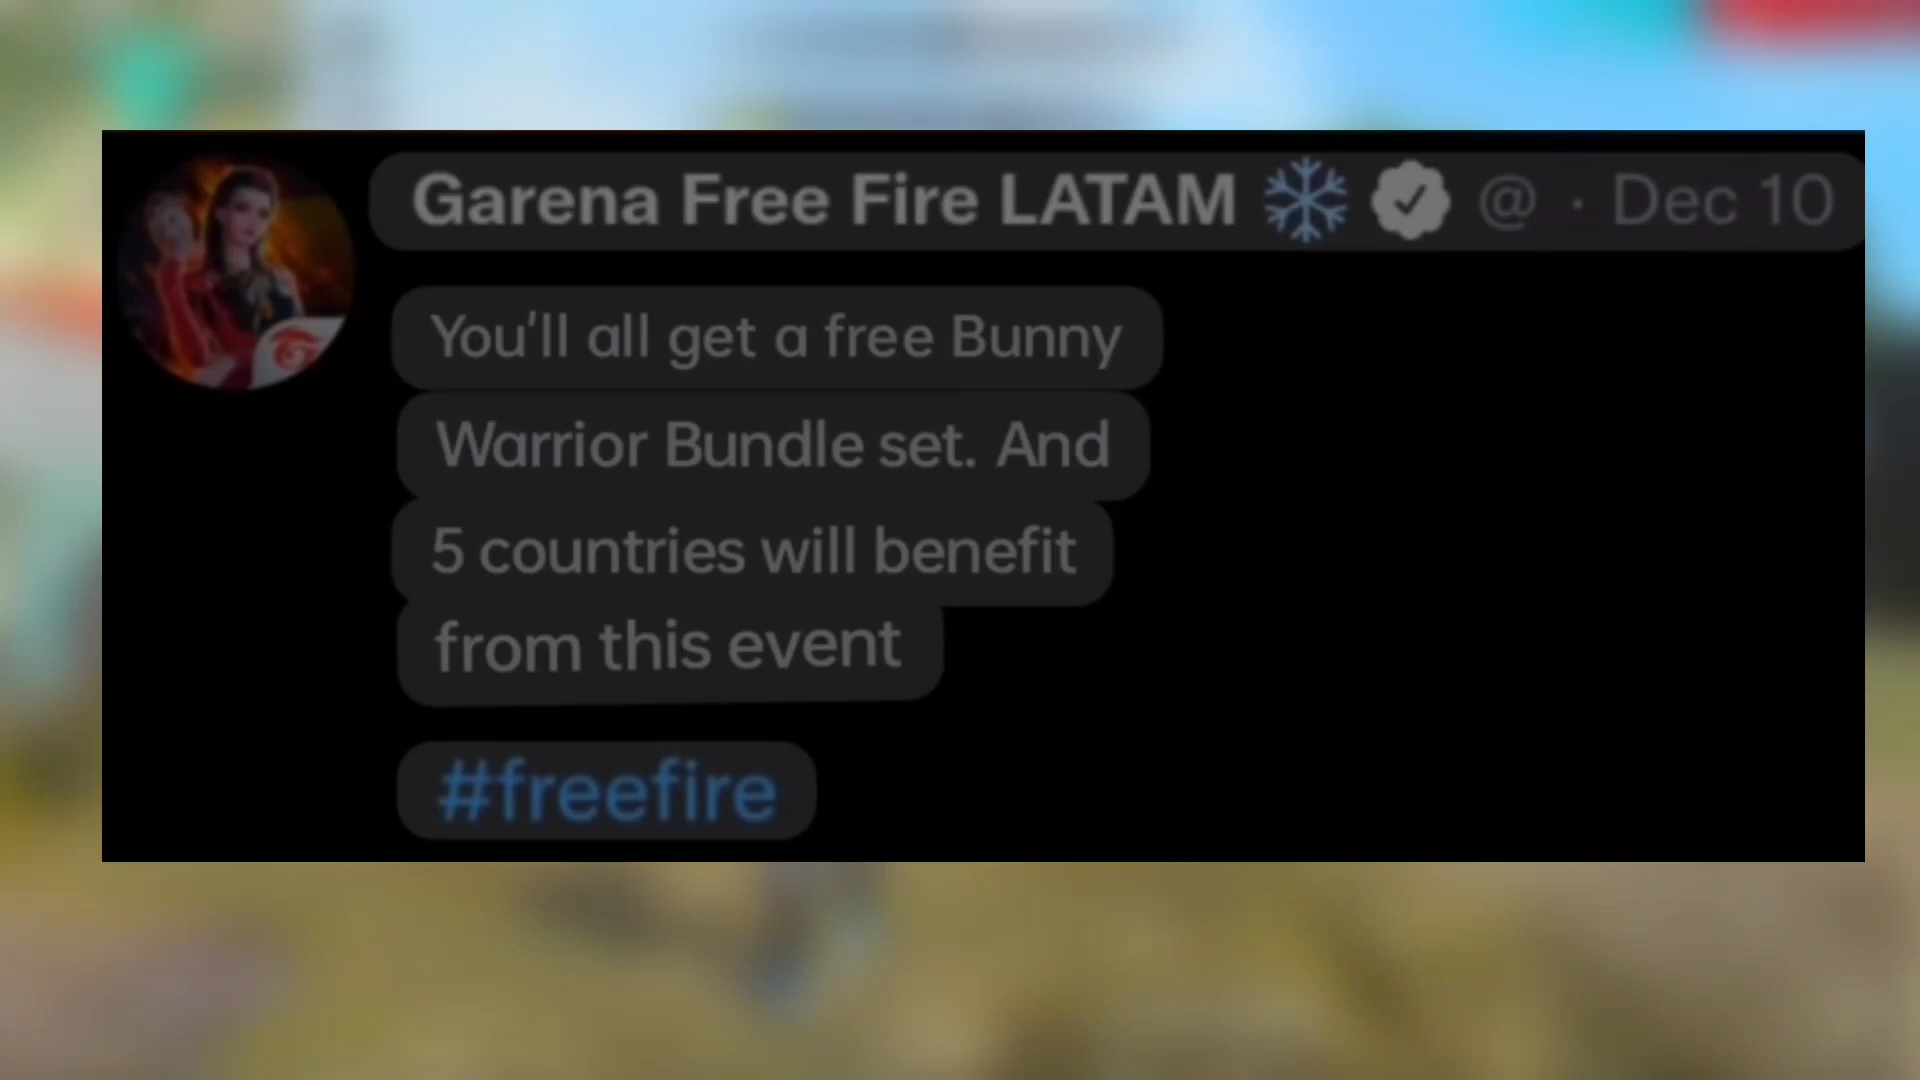 Garena Free Fire LATAM ❄️ @ · Dec 10
You'll all get a free Bunny
Warrior Bundle set. And
5 countries will benefit
from this event
#freefire